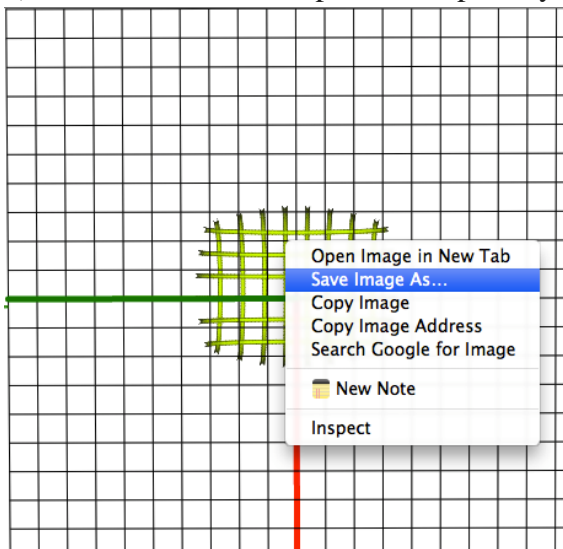 Open Image in New Tab
Save Image As...
Copy Image
Copy Image Address
Search Google for Image
New Note
Inspect